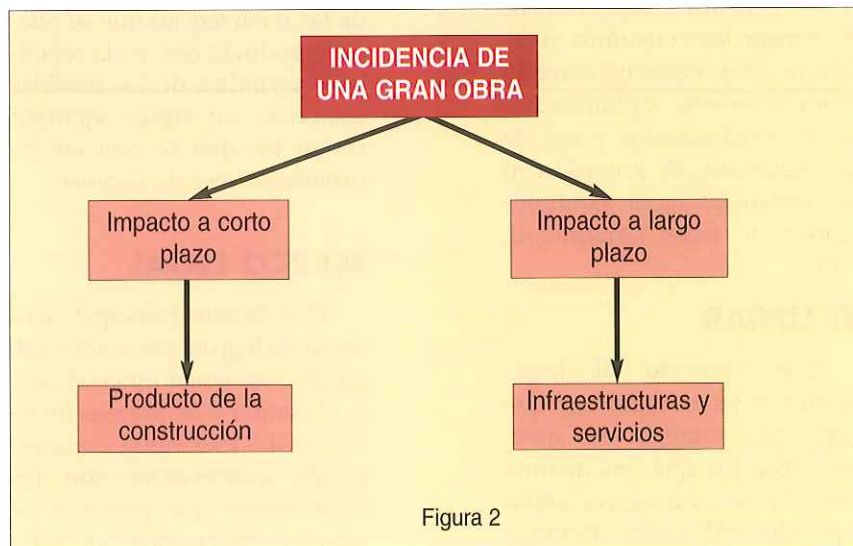 INCIDENCIA DE
UNA GRAN OBRA
Impacto a corto
plazo
Impacto a largo
plazo
Producto de la
construcción
Infraestructuras y
servicios
Figura 2